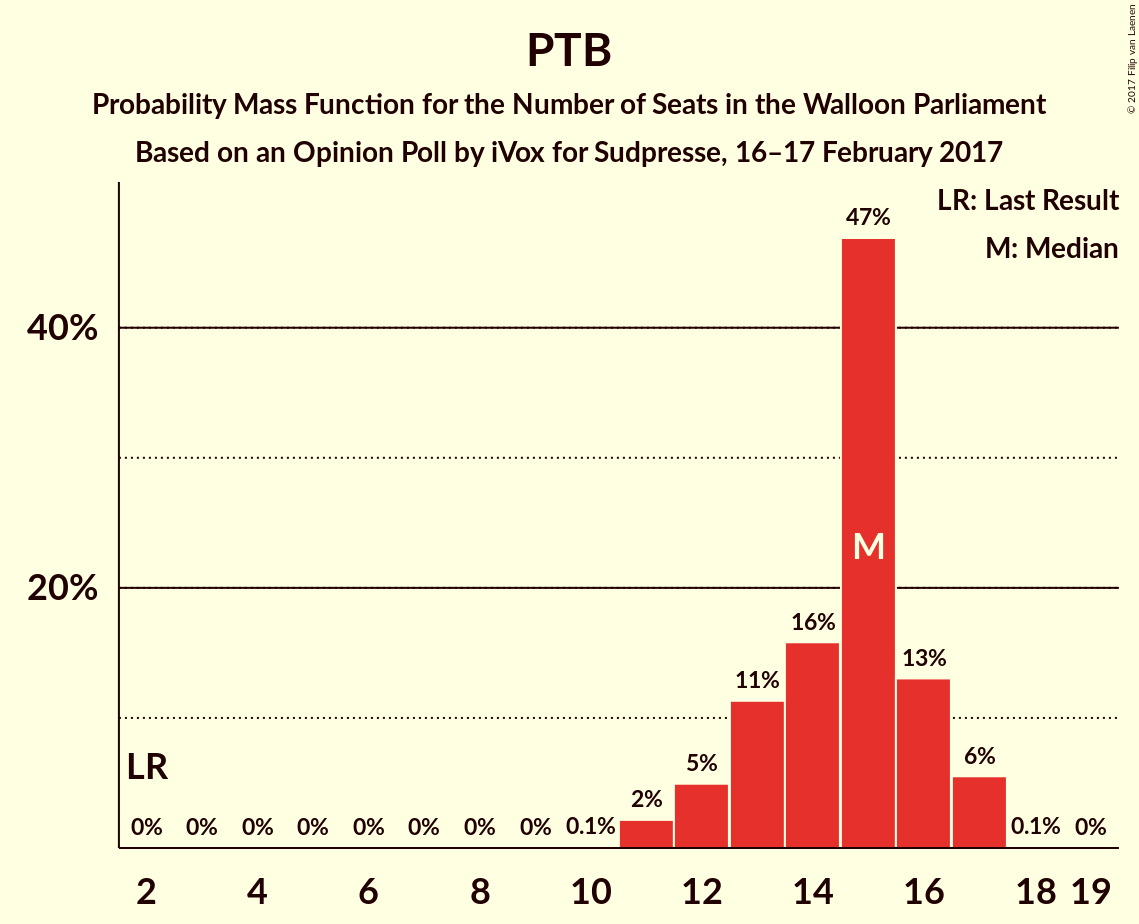 PTB
Probability Mass Function for the Number of Seats in the Walloon Parliament
Based on an Opinion Poll by iVox for Sudpresse, 16–17 February 2017
© 2017 Filip van Laenen
LR: Last Result
M: Median
47%
40%
M
20%
16%
13%
11%
LR
5%
6%
2%
0% 0% 0% 0% 0% 0% 0% 0% 0.1% 0.1% 0%
2 4 6 8 10 12 14 16 18 19